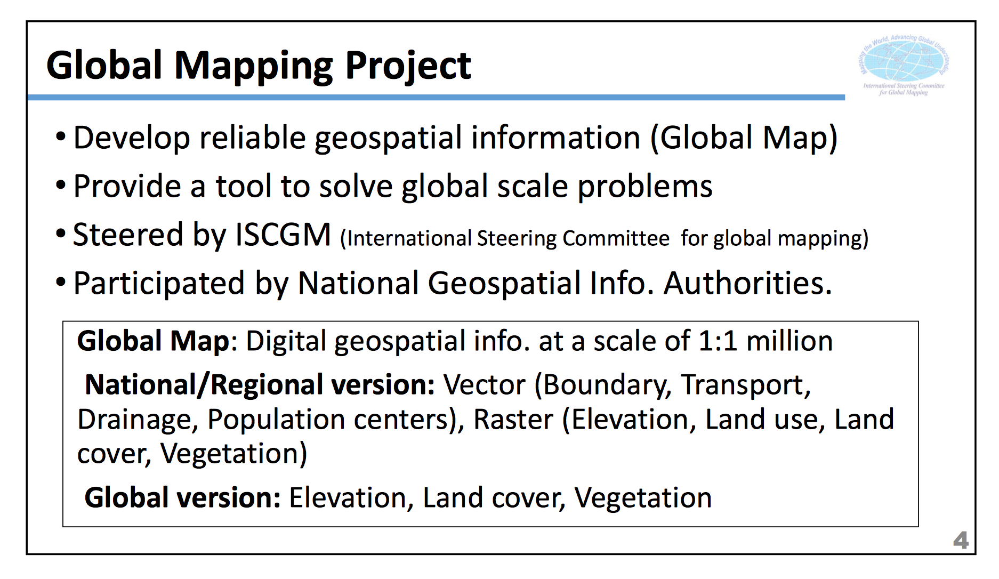 Global Mapping Project
Mapping the World, Advancing Global Understanding
International Steering Committee
for Global Mapping
• Develop reliable geospatial information (Global Map)
• Provide a tool to solve global scale problems
• Steered by ISCGM (International Steering Committee for global mapping)
• Participated by National Geospatial Info. Authorities.
Global Map: Digital geospatial info. at a scale of 1:1 million
National/Regional version: Vector (Boundary, Transport,
Drainage, Population centers), Raster (Elevation, Land use, Land
cover, Vegetation)
Global version: Elevation, Land cover, Vegetation
4